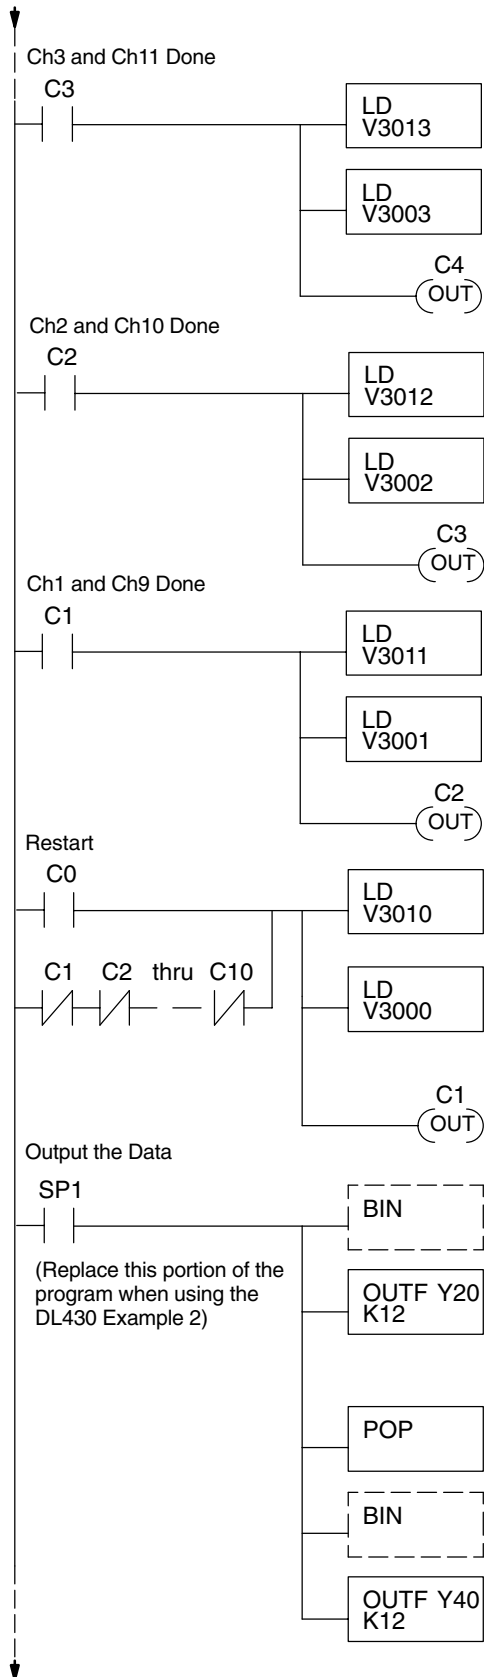 Ch3 and Ch11 Done
C3
LD
V3013
LD
V3003
C4
OUT
Ch2 and Ch10 Done
C2
LD
V3012
LD
V3002
C3
OUT
Ch1 and Ch9 Done
C1
LD
V3011
LD
V3001
C2
OUT
Restart
C0
LD
V3010
C1 C2 thru C10
LD
V3000
C1
OUT
Output the Data
SP1
BIN
(Replace this portion of the
program when using the
DL430 Example 2)
OUTF Y20
K12
POP
BIN
OUTF Y40
K12